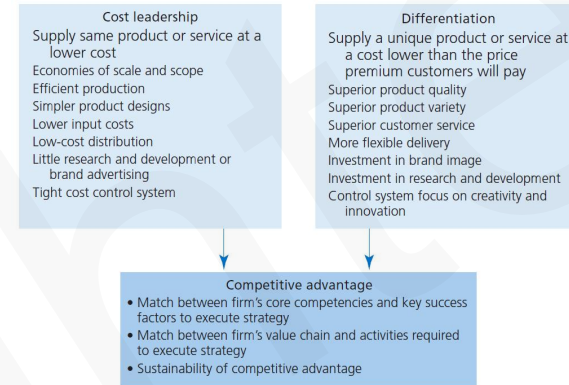 Cost leadership
Supply same product or service at a
lower cost
Economies of scale and scope
Efficient production
Simpler product designs
Lower input costs
Low-cost distribution
Little research and development or
brand advertising
Tight cost control system
Differentiation
Supply a unique product or service at
a cost lower than the price
premium customers will pay
Superior product quality
Superior product variety
Superior customer service
More flexible delivery
Investment in brand image
Investment in research and development
Control system focus on creativity and
innovation
Competitive advantage
• Match between firm's core competencies and key success
factors to execute strategy
• Match between firm's value chain and activities required
to execute strategy
• Sustainability of competitive advantage